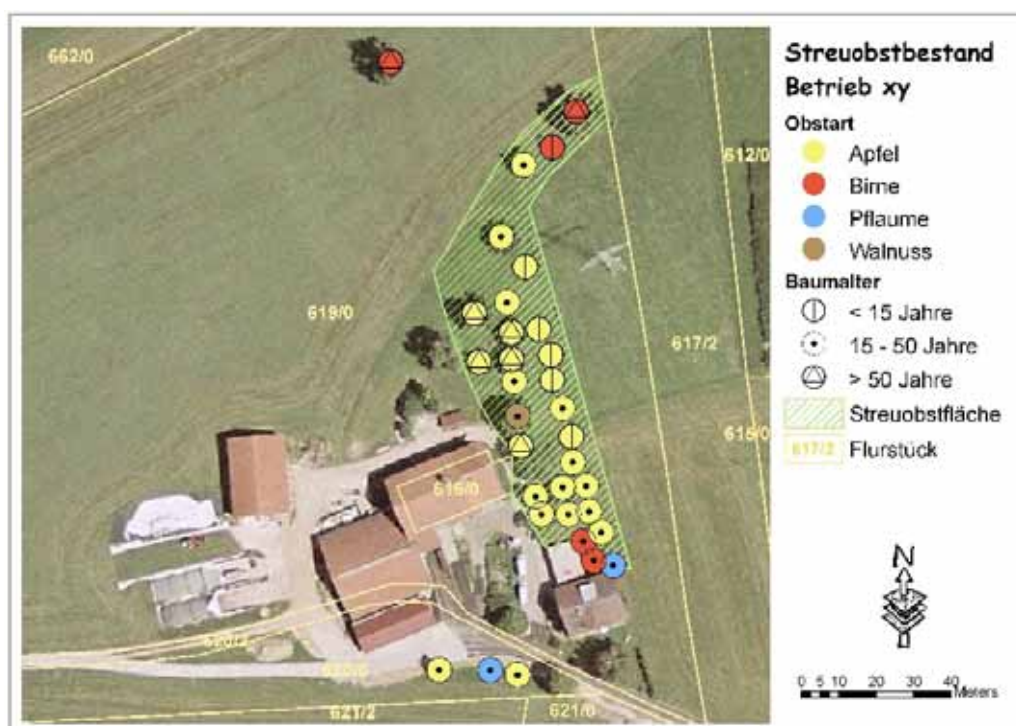 662/0
612/0
619/0
617/2
616/0
621/2
621/0
Streuobstbestand
Betrieb xy
Obstart
Apfel
Birne
Pflaume
Walnuss
Baumalter
< 15 Jahre
15 - 50 Jahre
> 50 Jahre
Streuobstfläche
617/2 Flurstück
N
0 5 10 20 30 40
Meters